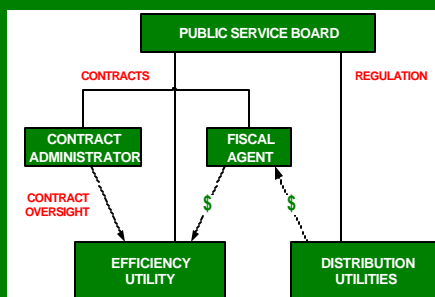 PUBLIC SERVICE BOARD
CONTRACTS
REGULATION
CONTRACT
ADMINISTRATOR
FISCAL
AGENT
CONTRACT
OVERSIGHT
$
$
EFFICIENCY
UTILITY
DISTRIBUTION
UTILITIES